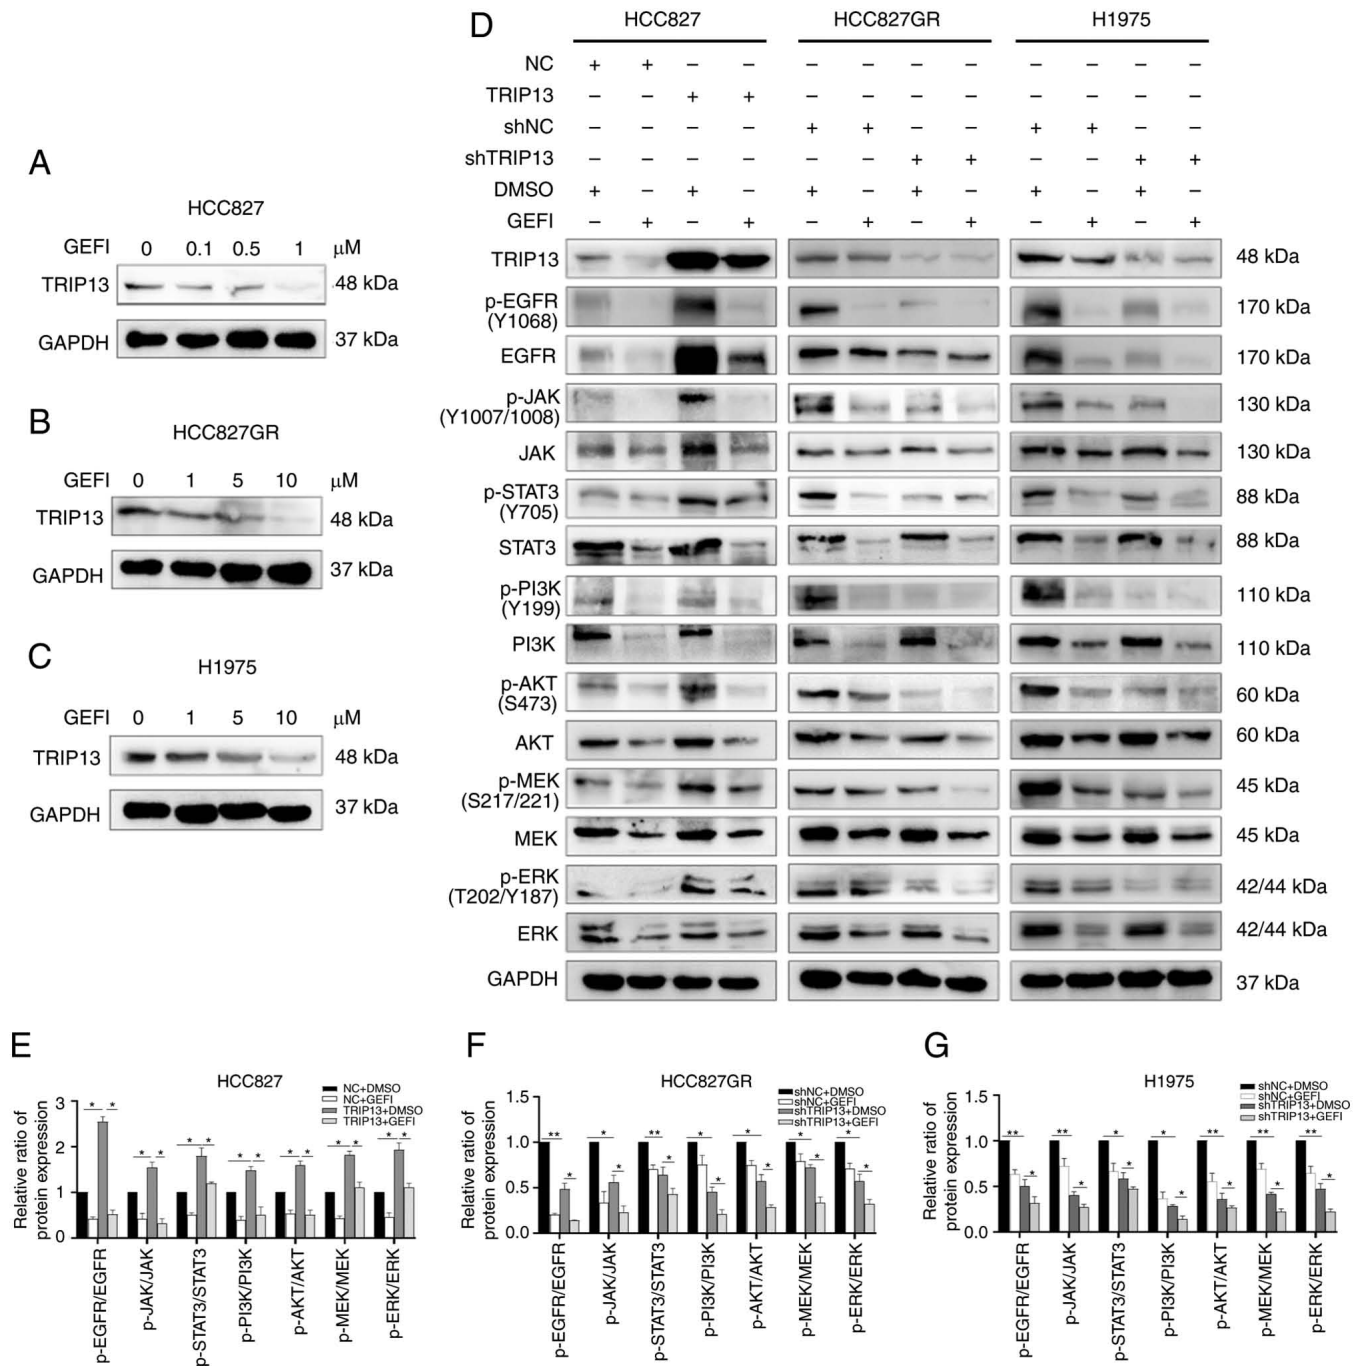 A
HCC827
GEFI 0 0.1 0.5 1 μM
TRIP13 48 kDa
GAPDH 37 kDa
B
HCC827GR
GEFI 0 1 5 10 μM
TRIP13 48 kDa
GAPDH 37 kDa
C
H1975
GEFI 0 1 5 10 μM
TRIP13 48 kDa
GAPDH 37 kDa
D
HCC827 HCC827GR H1975
NC + + − − − − − − − − − −
TRIP13 − − + + − − − − − − − −
shNC − − − − + + − − + + − −
shTRIP13 − − − − − − + + − − + +
DMSO + − + − + − + − + − + −
GEFI − + − + − + − + − + − +
TRIP13 48 kDa
p-EGFR
(Y1068) 170 kDa
EGFR 170 kDa
p-JAK
(Y1007/1008) 130 kDa
JAK 130 kDa
p-STAT3
(Y705) 88 kDa
STAT3 88 kDa
p-PI3K
(Y199) 110 kDa
PI3K 110 kDa
p-AKT
(S473) 60 kDa
AKT 60 kDa
p-MEK
(S217/221) 45 kDa
MEK 45 kDa
p-ERK
(T202/Y187) 42/44 kDa
ERK 42/44 kDa
GAPDH 37 kDa
E
HCC827
NC+DMSO
NC+GEFI
TRIP13+DMSO
TRIP13+GEFI
Relative ratio of
protein expression
3
2
1
0
* * * * * * * * * * * * * *
p-EGFR/EGFR
p-JAK/JAK
p-STAT3/STAT3
p-PI3K/PI3K
p-AKT/AKT
p-MEK/MEK
p-ERK/ERK
F
HCC827GR
shNC+DMSO
shNC+GEFI
shTRIP13+DMSO
shTRIP13+GEFI
Relative ratio of
protein expression
1.5
1.0
0.5
0.0
** * ** * * * *
* * * * * * *
p-EGFR/EGFR
p-JAK/JAK
p-STAT3/STAT3
p-PI3K/PI3K
p-AKT/AKT
p-MEK/MEK
p-ERK/ERK
G
H1975
shNC+DMSO
shNC+GEFI
shTRIP13+DMSO
shTRIP13+GEFI
Relative ratio of
protein expression
1.5
1.0
0.5
0.0
** ** * * ** ** **
* * * * * * *
p-EGFR/EGFR
p-JAK/JAK
p-STAT3/STAT3
p-PI3K/PI3K
p-AKT/AKT
p-MEK/MEK
p-ERK/ERK